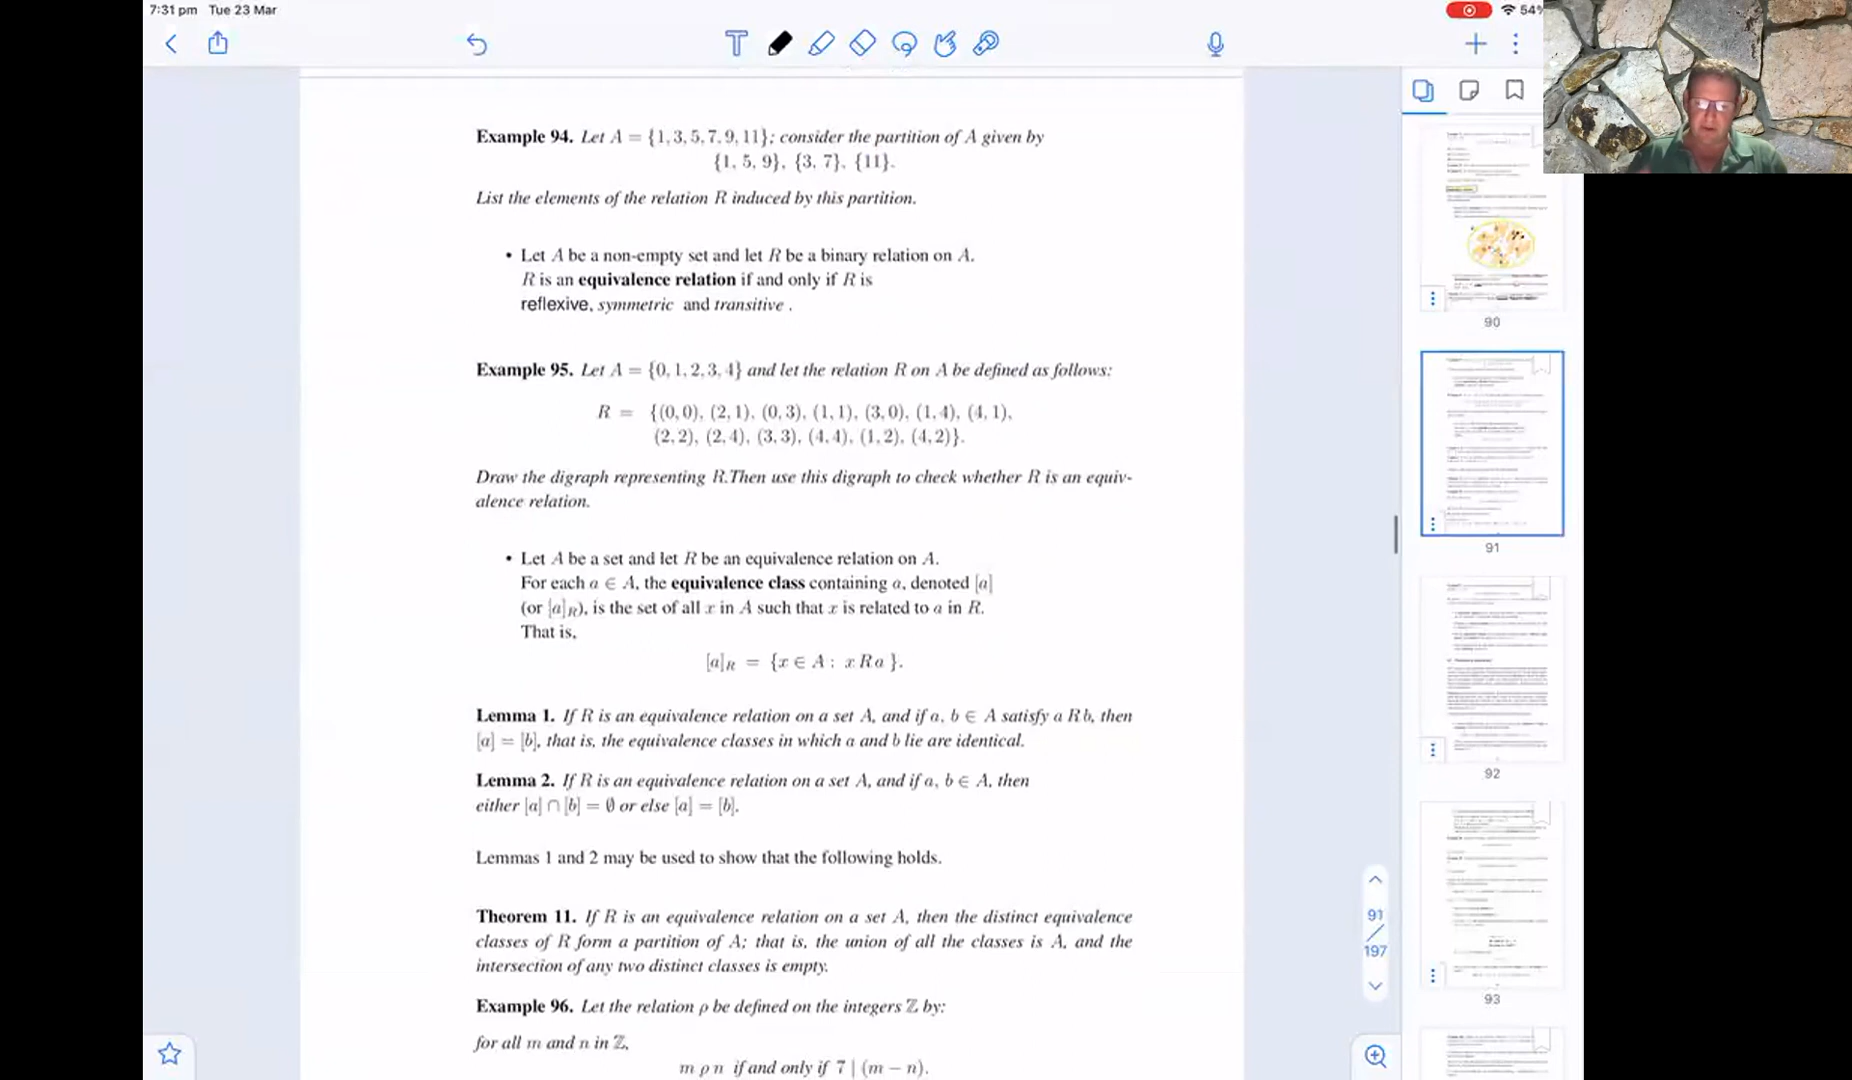 7:31 pm Tue 23 Mar
54%
Example 94. Let A = {1, 3, 5, 7, 9, 11}; consider the partition of A given by
{1, 5, 9}, {3, 7}, {11}.
List the elements of the relation R induced by this partition.
• Let A be a non-empty set and let R be a binary relation on A.
R is an equivalence relation if and only if R is
reflexive, symmetric and transitive .
Example 95. Let A = {0, 1, 2, 3, 4} and let the relation R on A be defined as follows:
R = {(0, 0), (2, 1), (0, 3), (1, 1), (3, 0), (1, 4), (4, 1),
(2, 2), (2, 4), (3, 3), (4, 4), (1, 2), (4, 2)}.
Draw the digraph representing R.Then use this digraph to check whether R is an equiv-
alence relation.
• Let A be a set and let R be an equivalence relation on A.
For each a ∈ A, the equivalence class containing a, denoted [a]
(or [a]R), is the set of all x in A such that x is related to a in R.
That is,
[a]R = {x ∈ A : x R a }.
Lemma 1. If R is an equivalence relation on a set A, and if a, b ∈ A satisfy a R b, then
[a] = [b], that is, the equivalence classes in which a and b lie are identical.
Lemma 2. If R is an equivalence relation on a set A, and if a, b ∈ A, then
either [a] ∩ [b] = ∅ or else [a] = [b].
Lemmas 1 and 2 may be used to show that the following holds.
Theorem 11. If R is an equivalence relation on a set A, then the distinct equivalence
classes of R form a partition of A; that is, the union of all the classes is A, and the
intersection of any two distinct classes is empty.
Example 96. Let the relation ρ be defined on the integers ℤ by:
for all m and n in ℤ,
m ρ n if and only if 7 | (m − n).
91
/
197
90
91
92
93